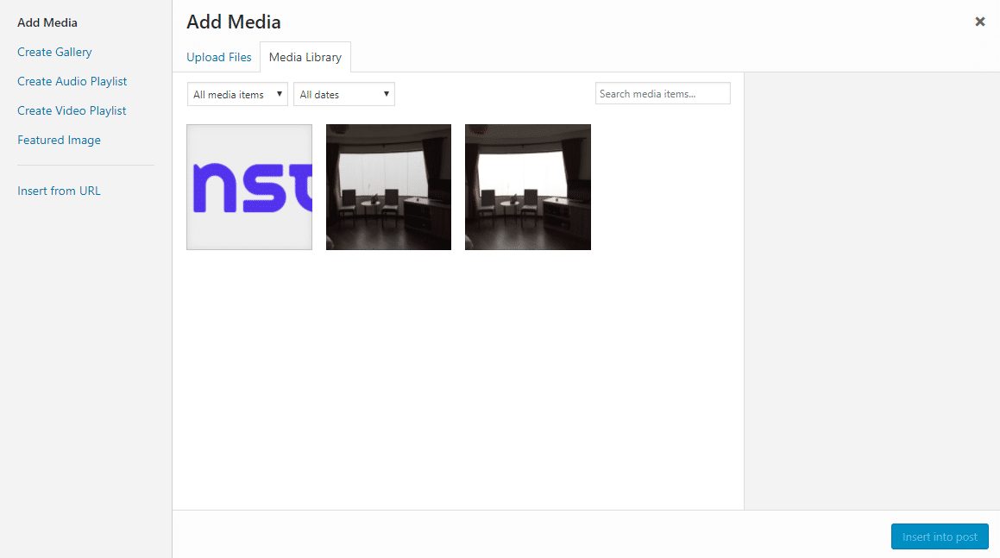 Add Media
Create Gallery
Create Audio Playlist
Create Video Playlist
Featured Image
Insert from URL
Add Media
Upload Files
Media Library
All media items
All dates
Search media items...
nst
Insert into post